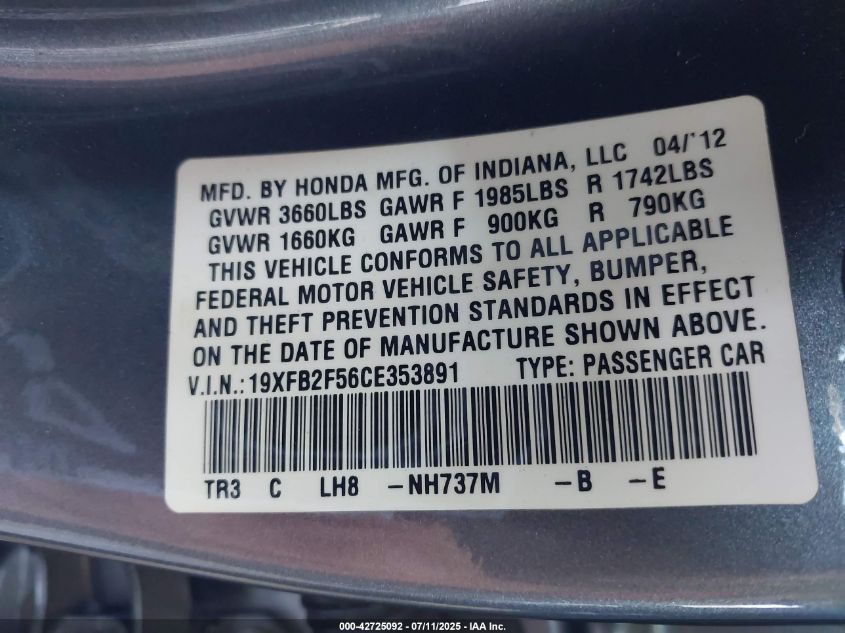 MFD. BY HONDA MFG. OF INDIANA, LLC 04/'12
GVWR 3660LBS GAWR F 1985LBS R 1742LBS
GVWR 1660KG GAWR F 900KG R 790KG
THIS VEHICLE CONFORMS TO ALL APPLICABLE
FEDERAL MOTOR VEHICLE SAFETY, BUMPER,
AND THEFT PREVENTION STANDARDS IN EFFECT
ON THE DATE OF MANUFACTURE SHOWN ABOVE.
V.I.N.:19XFB2F56CE353891 TYPE: PASSENGER CAR
TR3 C LH8 -NH737M -B -E
000-42725092 - 07/11/2025 - IAA Inc.